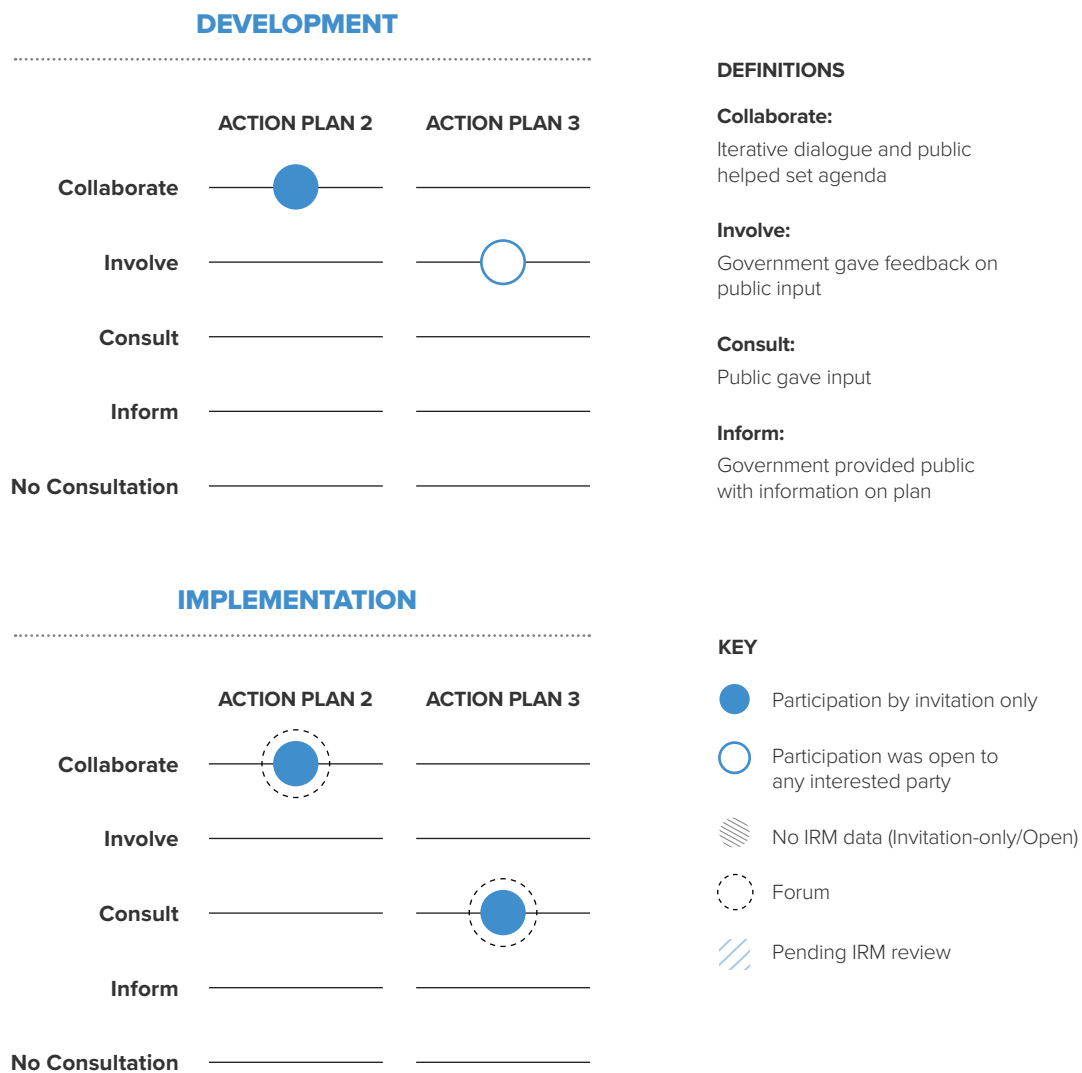 DEVELOPMENT
ACTION PLAN 2
ACTION PLAN 3
Collaborate
Involve
Consult
Inform
No Consultation
DEFINITIONS
Collaborate:
Iterative dialogue and public
helped set agenda
Involve:
Government gave feedback on
public input
Consult:
Public gave input
Inform:
Government provided public
with information on plan
IMPLEMENTATION
ACTION PLAN 2
ACTION PLAN 3
Collaborate
Involve
Consult
Inform
No Consultation
KEY
Participation by invitation only
Participation was open to
any interested party
No IRM data (Invitation-only/Open)
Forum
Pending IRM review